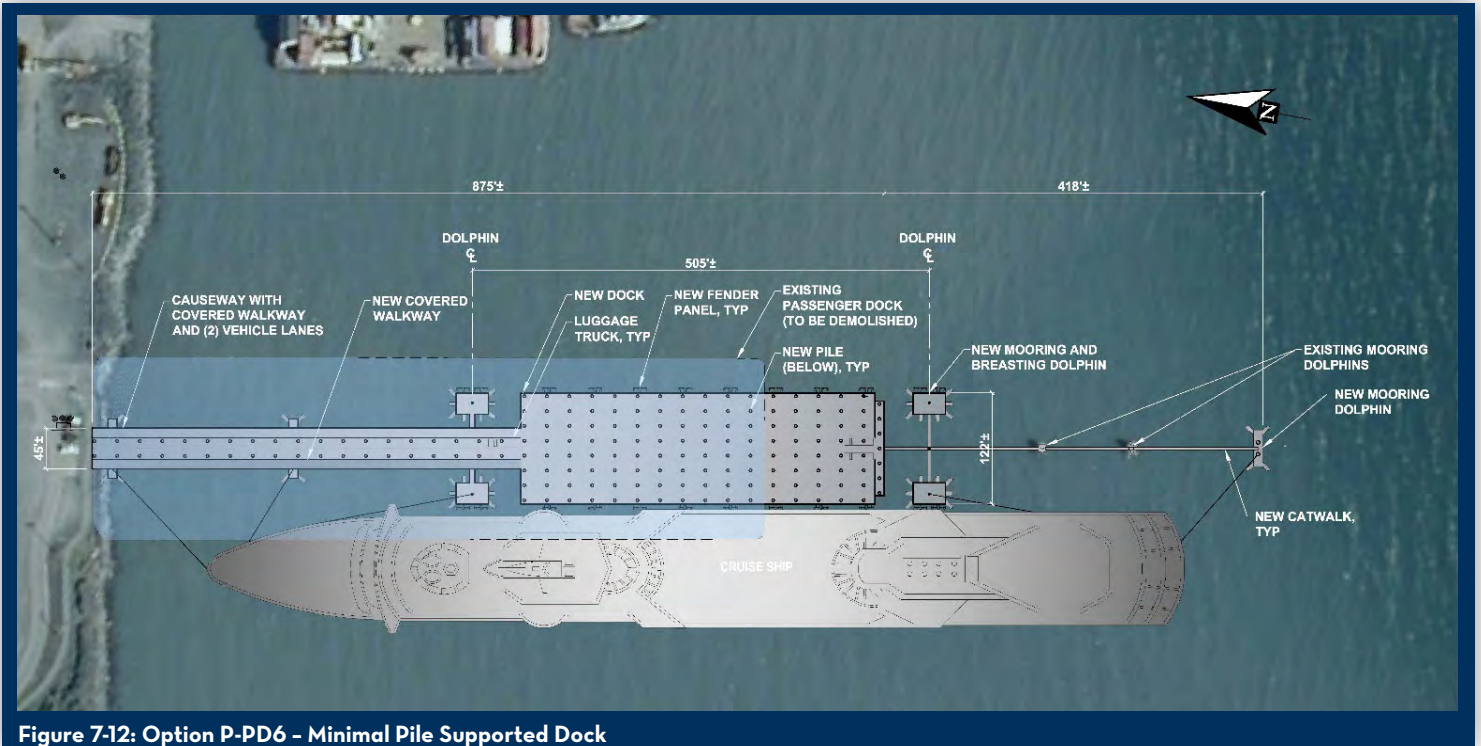 N
875'±
418'±
DOLPHIN
℄
DOLPHIN
℄
505'±
CAUSEWAY WITH
COVERED WALKWAY
AND (2) VEHICLE LANES
NEW COVERED
WALKWAY
NEW DOCK
LUGGAGE
TRUCK, TYP
NEW FENDER
PANEL, TYP
EXISTING
PASSENGER DOCK
(TO BE DEMOLISHED)
NEW PILE
(BELOW), TYP
NEW MOORING AND
BREASTING DOLPHIN
EXISTING MOORING
DOLPHINS
NEW MOORING
DOLPHIN
45'±
122'±
NEW CATWALK,
TYP
CRUISE SHIP
Figure 7-12: Option P-PD6 – Minimal Pile Supported Dock